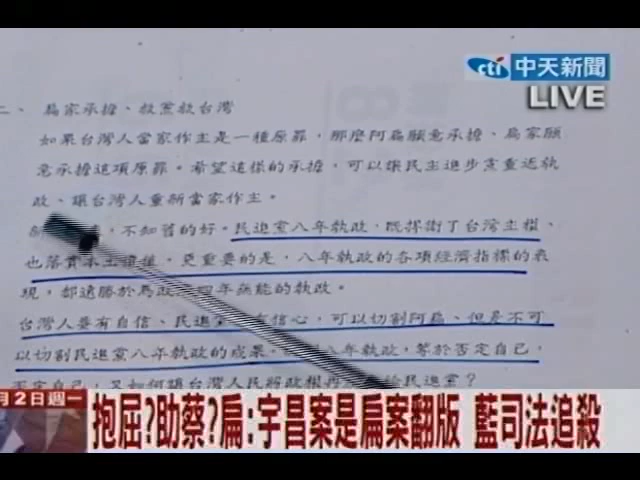 cti 中天新聞
LIVE
二、 扁家承擔、救黨救台灣
如果台灣人當家作主是一種原罪，那麼阿扁願意承擔、扁家願
意承擔這項原罪。希望這樣的承擔，可以讓民主進步黨重返執
政、讓台灣人重新當家作主。
，不知舊的好。民進黨八年執政，既捍衛了台灣主權、
也落實本土，更重要的是，八年執政的各項經濟指標的表
現，都遠勝於馬政四年無能的執政。
台灣人要有自信、民進有信心，可以切割阿扁、但是不可
以切割民進黨八年執政的成果，八年執政，等於否定自己，
否定自己，又如何讓台灣人民將政權再給民進黨？
月2日週一
抱屈?助蔡?扁:宇昌案是扁案翻版 藍司法追殺